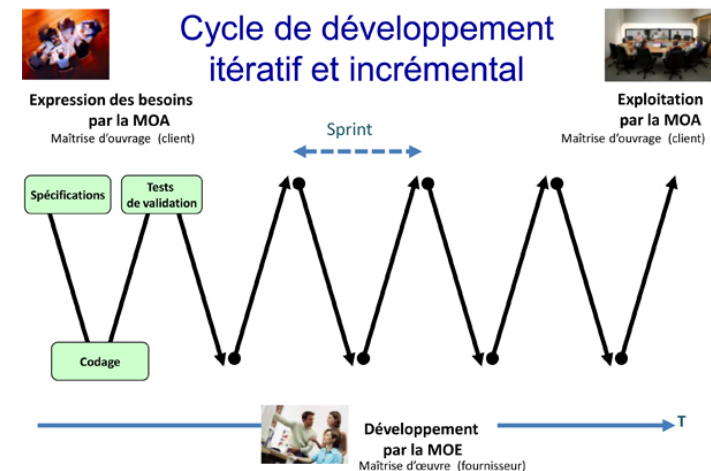 Cycle de développement
itératif et incrémental
Expression des besoins
par la MOA
Maîtrise d'ouvrage (client)
Exploitation
par la MOA
Maîtrise d'ouvrage (client)
Sprint
Spécifications
Tests
de validation
Codage
T
Développement
par la MOE
Maîtrise d'œuvre (fournisseur)